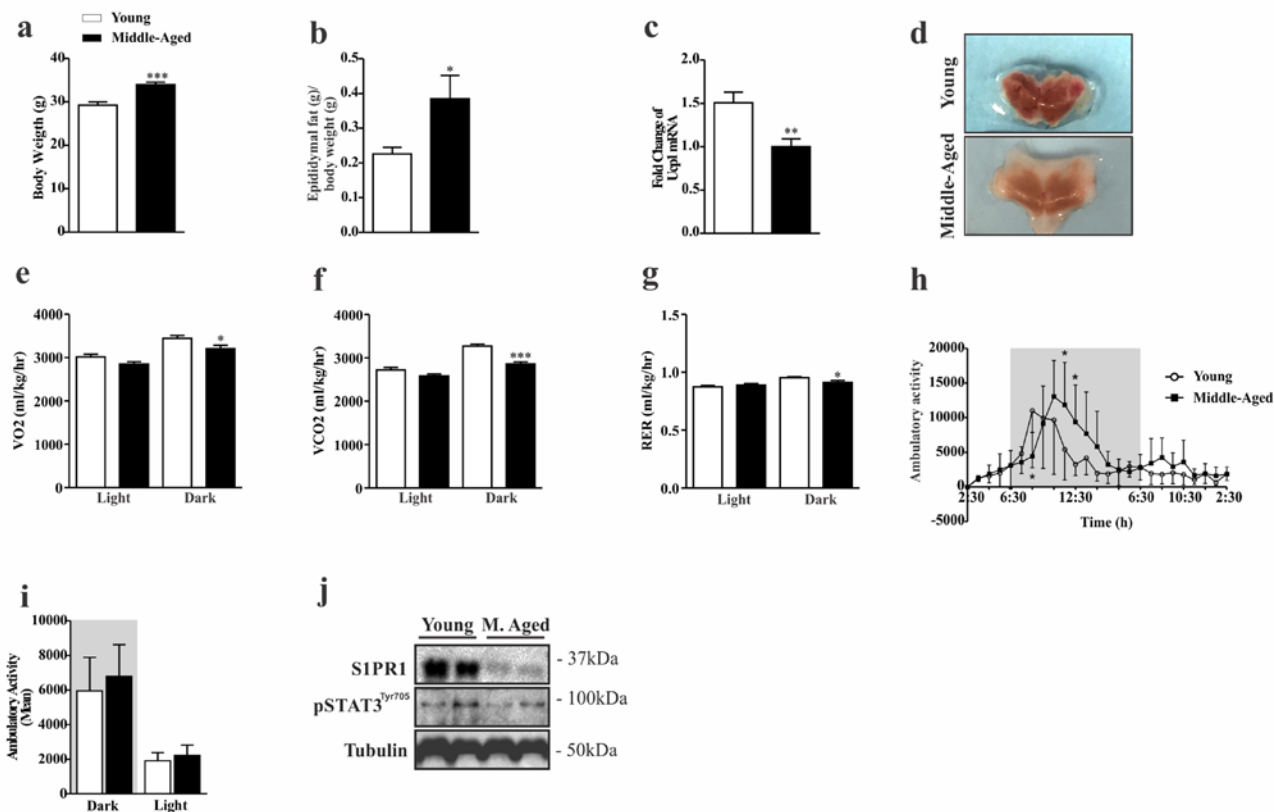 a
Young
Middle-Aged
***
60
40
30
20
0
Body Weigth (g)
b
*
0.5
0.4
0.3
0.2
0.1
0.0
Epididymal fat (g)/
body weight (g)
c
**
2.0
1.5
1.0
0.5
0.0
Fold Change of
Ucp1 mRNA
d
Young
Middle-Aged
e
*
4000
3000
2000
1000
0
VO2 (ml/kg/hr)
Light Dark
f
***
4000
3000
2000
1000
0
VCO2 (ml/kg/hr)
Light Dark
g
*
1.5
1.0
0.5
0.0
RER (ml/kg/hr)
Light Dark
h
20000
15000
10000
5000
0
-5000
Ambulatory activity
* * *
2:30 6:30 12:30 6:30 10:30 2:30
Time (h)
Young
Middle-Aged
i
10000
8000
6000
4000
2000
0
Ambulatory Activity
(Mean)
Dark Light
j
Young M. Aged
S1PR1 - 37kDa
pSTAT3Tyr705 - 100kDa
Tubulin - 50kDa